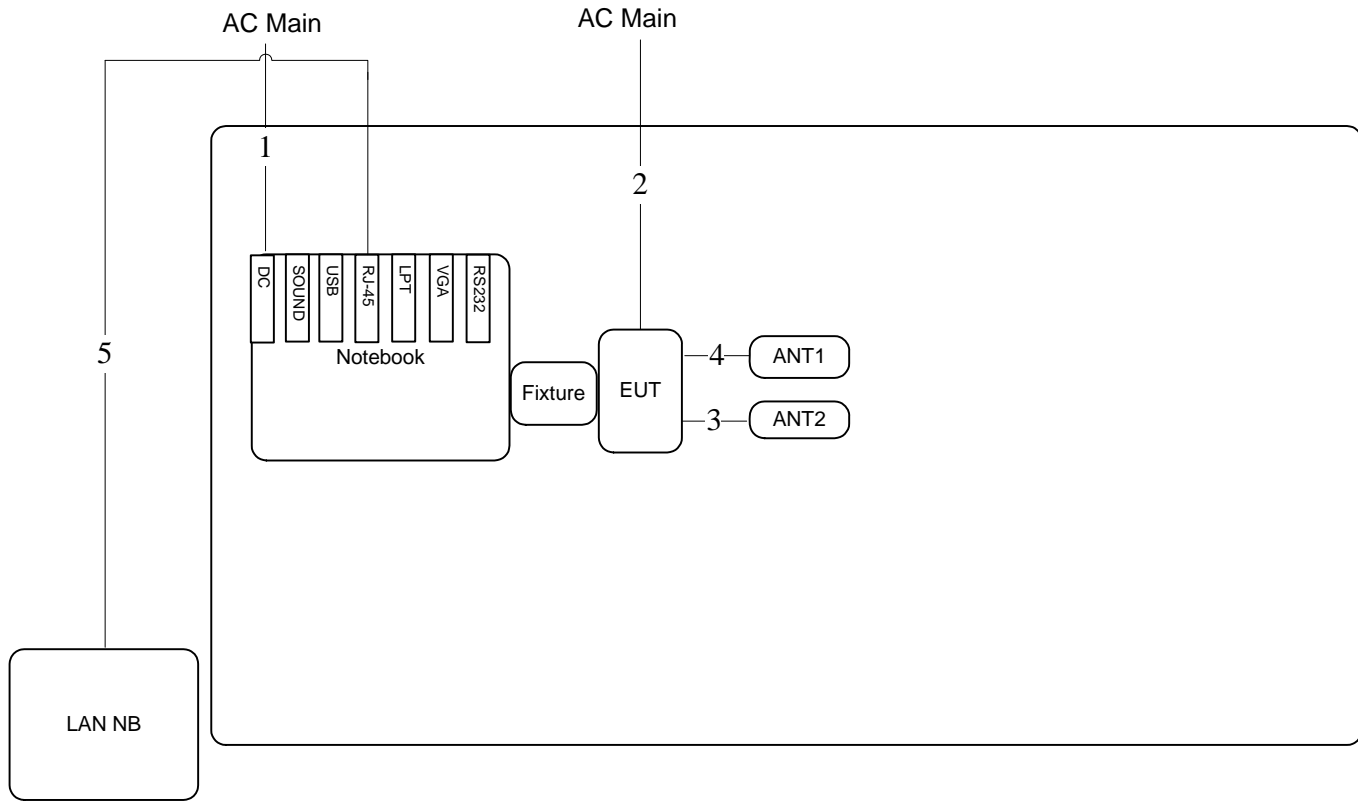 AC Main
AC Main
1
2
DC
SOUND
USB
RJ-45
LPT
VGA
RS232
Notebook
5
Fixture
EUT
4
ANT1
3
ANT2
LAN NB